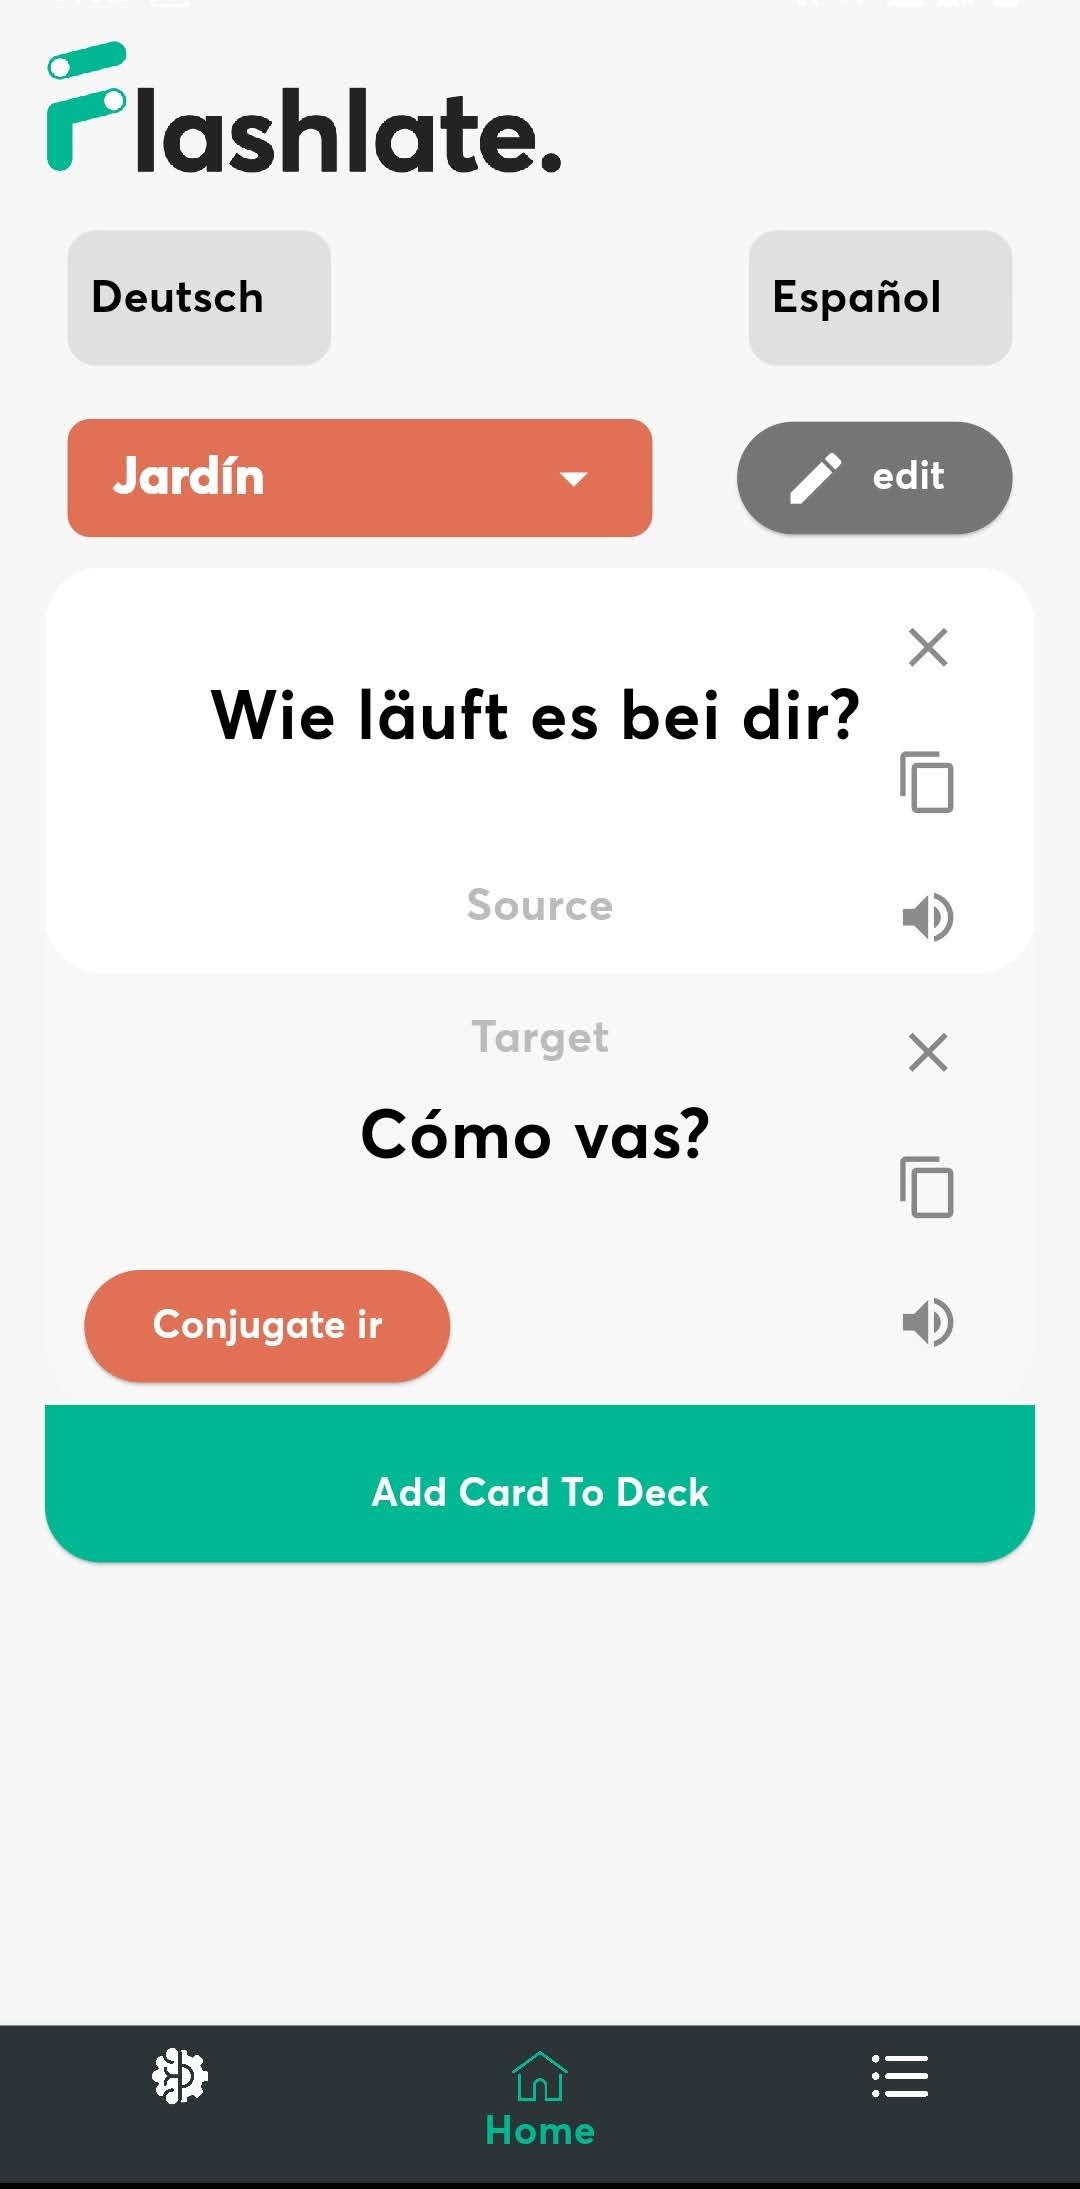 Flashlate.
Deutsch
Español
Jardín
edit
Wie läuft es bei dir?
Source
Target
Cómo vas?
Conjugate ir
Add Card To Deck
Home